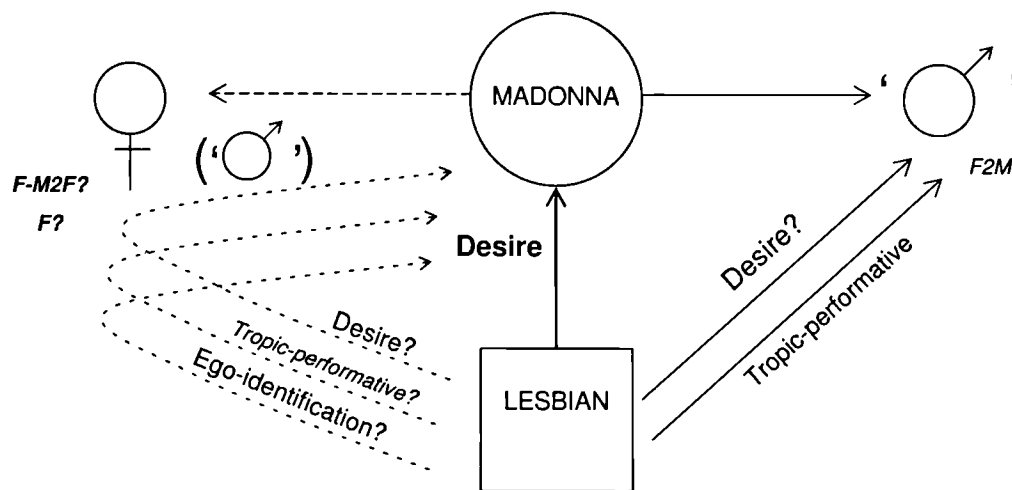 MADONNA
‘ ’
(‘ ’)
F-M2F?
F?
F2M
Desire
Desire?
Tropic-performative
Desire?
Tropic-performative?
Ego-identification?
LESBIAN